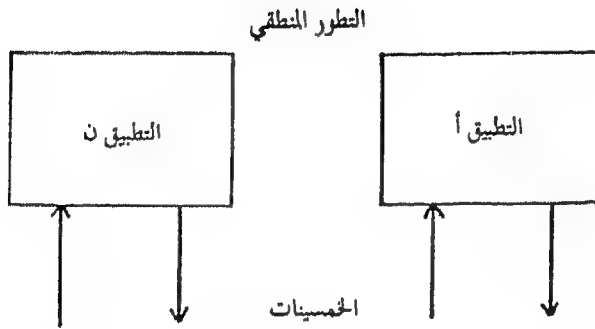 التطور المنطقي
التطبيق أ
التطبيق ن
الخمسينات